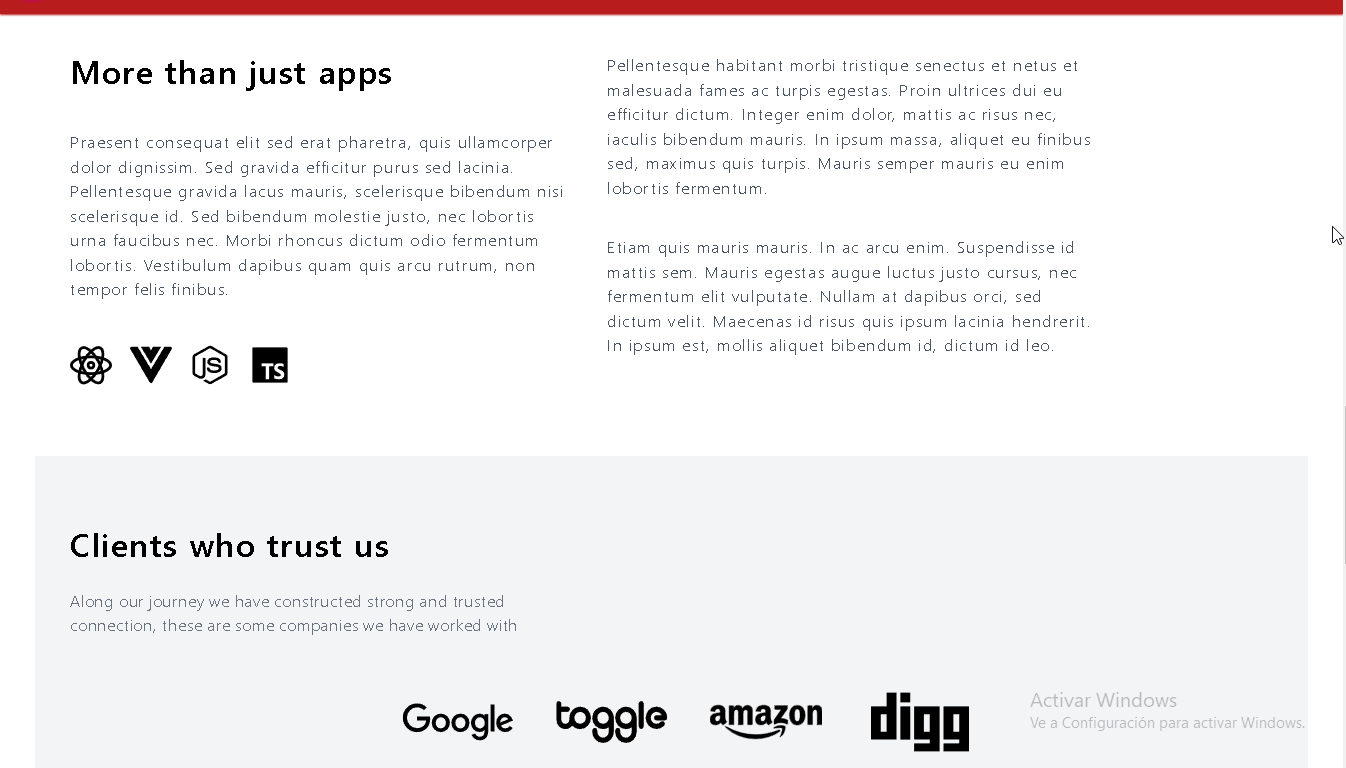 More than just apps
Praesent consequat elit sed erat pharetra, quis ullamcorper
dolor dignissim. Sed gravida efficitur purus sed lacinia.
Pellentesque gravida lacus mauris, scelerisque bibendum nisi
scelerisque id. Sed bibendum molestie justo, nec lobortis
urna faucibus nec. Morbi rhoncus dictum odio fermentum
lobortis. Vestibulum dapibus quam quis arcu rutrum, non
tempor felis finibus.
JS
TS
Pellentesque habitant morbi tristique senectus et netus et
malesuada fames ac turpis egestas. Proin ultrices dui eu
efficitur dictum. Integer enim dolor, mattis ac risus nec,
iaculis bibendum mauris. In ipsum massa, aliquet eu finibus
sed, maximus quis turpis. Mauris semper mauris eu enim
lobortis fermentum.
Etiam quis mauris mauris. In ac arcu enim. Suspendisse id
mattis sem. Mauris egestas augue luctus justo cursus, nec
fermentum elit vulputate. Nullam at dapibus orci, sed
dictum velit. Maecenas id risus quis ipsum lacinia hendrerit.
In ipsum est, mollis aliquet bibendum id, dictum id leo.
Clients who trust us
Along our journey we have constructed strong and trusted
connection, these are some companies we have worked with
Google toggle amazon digg
Activar Windows
Ve a Configuración para activar Windows.